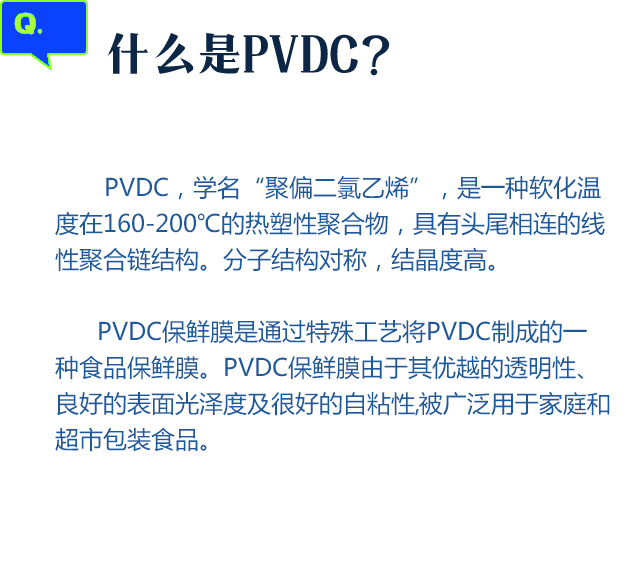 Q.
什么是PVDC?
PVDC，学名“聚偏二氯乙烯”，是一种软化温
度在160-200℃的热塑性聚合物，具有头尾相连的线
性聚合链结构。分子结构对称，结晶度高。
PVDC保鲜膜是通过特殊工艺将PVDC制成的一
种食品保鲜膜。PVDC保鲜膜由于其优越的透明性、
良好的表面光泽度及很好的自粘性,被广泛用于家庭和
超市包装食品。